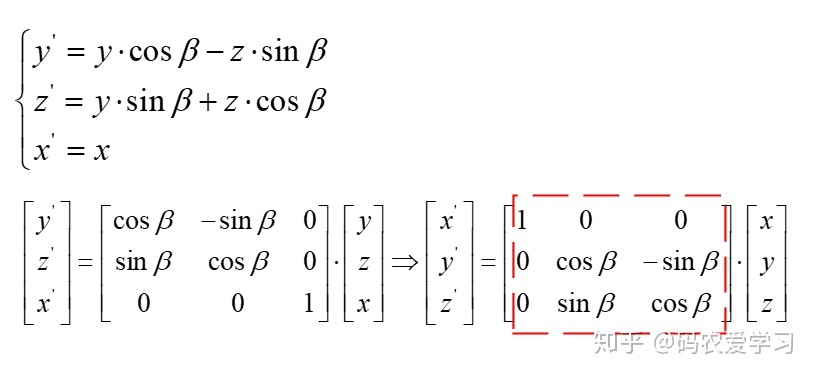 y' = y·cos β − z·sin β
z' = y·sin β + z·cos β
x' = x
[y' z' x'] = [cos β −sin β 0; sin β cos β 0; 0 0 1] · [y z x] ⇒ [x' y' z'] = [1 0 0; 0 cos β −sin β; 0 sin β cos β] · [x y z]
知乎 @码农爱学习